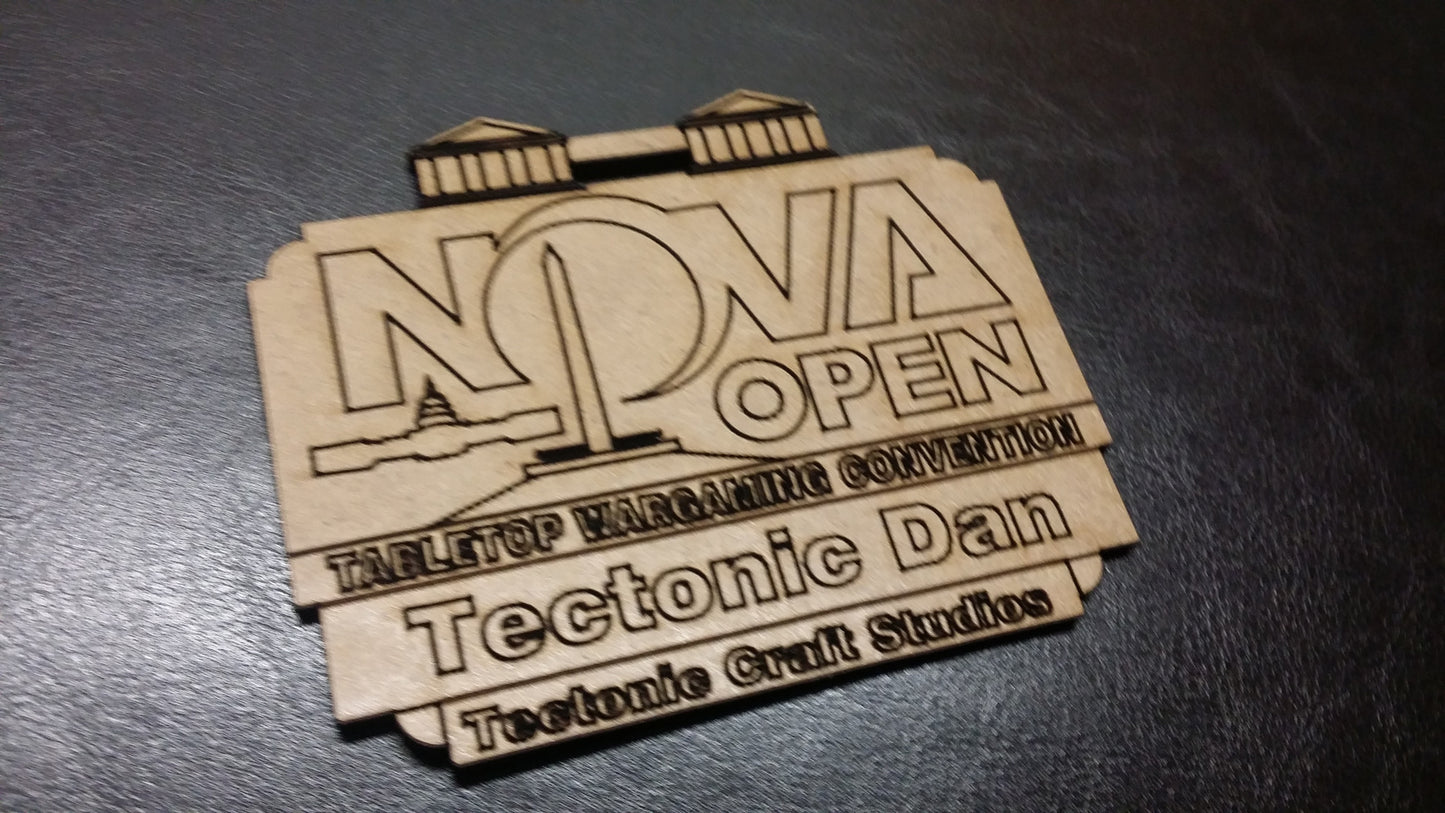 NOVA
OPEN
TABLETOP WARGAMING CONVENTION
Tectonic Dan
Tectonic Craft Studios